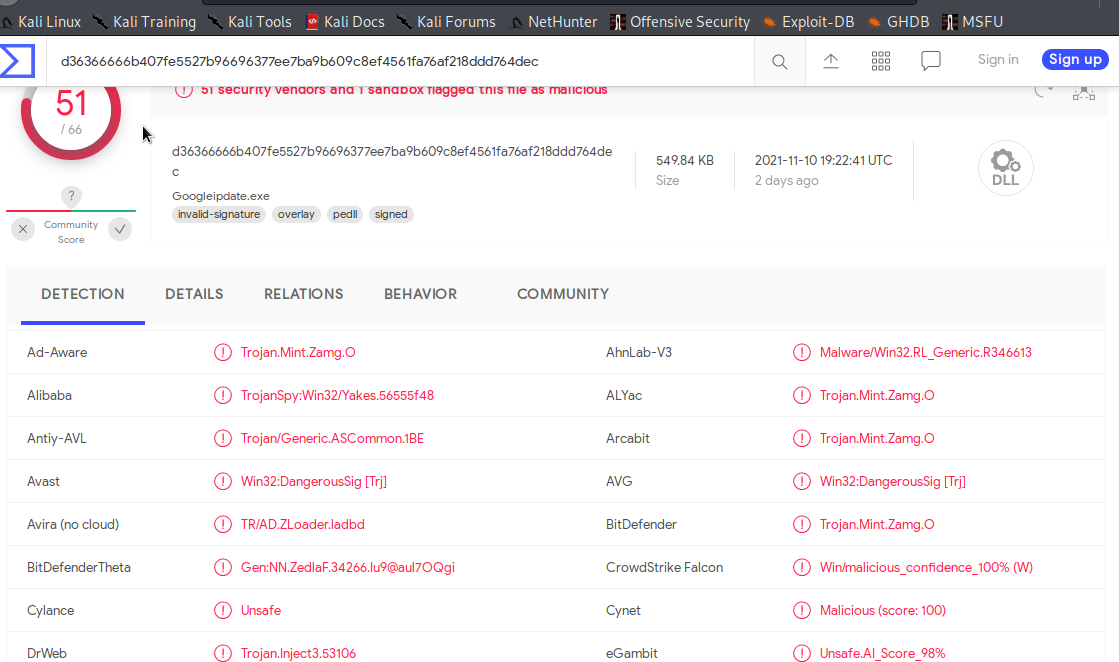 Kali Linux Kali Training Kali Tools Kali Docs Kali Forums NetHunter Offensive Security Exploit-DB GHDB MSFU
d36366666b407fe5527b96696377ee7ba9b609c8ef4561fa76af218ddd764dec Sign in Sign up
51 / 66
51 security vendors and 1 sandbox flagged this file as malicious
d36366666b407fe5527b96696377ee7ba9b609c8ef4561fa76af218ddd764de
c
Googleipdate.exe
invalid-signature overlay pedll signed
549.84 KB
Size
2021-11-10 19:22:41 UTC
2 days ago
DLL
?
Community
Score
DETECTION DETAILS RELATIONS BEHAVIOR COMMUNITY
Ad-Aware Trojan.Mint.Zamg.O AhnLab-V3 Malware/Win32.RL_Generic.R346613
Alibaba TrojanSpy:Win32/Yakes.56555f48 ALYac Trojan.Mint.Zamg.O
Antiy-AVL Trojan/Generic.ASCommon.1BE Arcabit Trojan.Mint.Zamg.O
Avast Win32:DangerousSig [Trj] AVG Win32:DangerousSig [Trj]
Avira (no cloud) TR/AD.ZLoader.ladbd BitDefender Trojan.Mint.Zamg.O
BitDefenderTheta Gen:NN.ZedlaF.34266.lu9@aul7OQgi CrowdStrike Falcon Win/malicious_confidence_100% (W)
Cylance Unsafe Cynet Malicious (score: 100)
DrWeb Trojan.Inject3.53106 eGambit Unsafe.AI_Score_98%